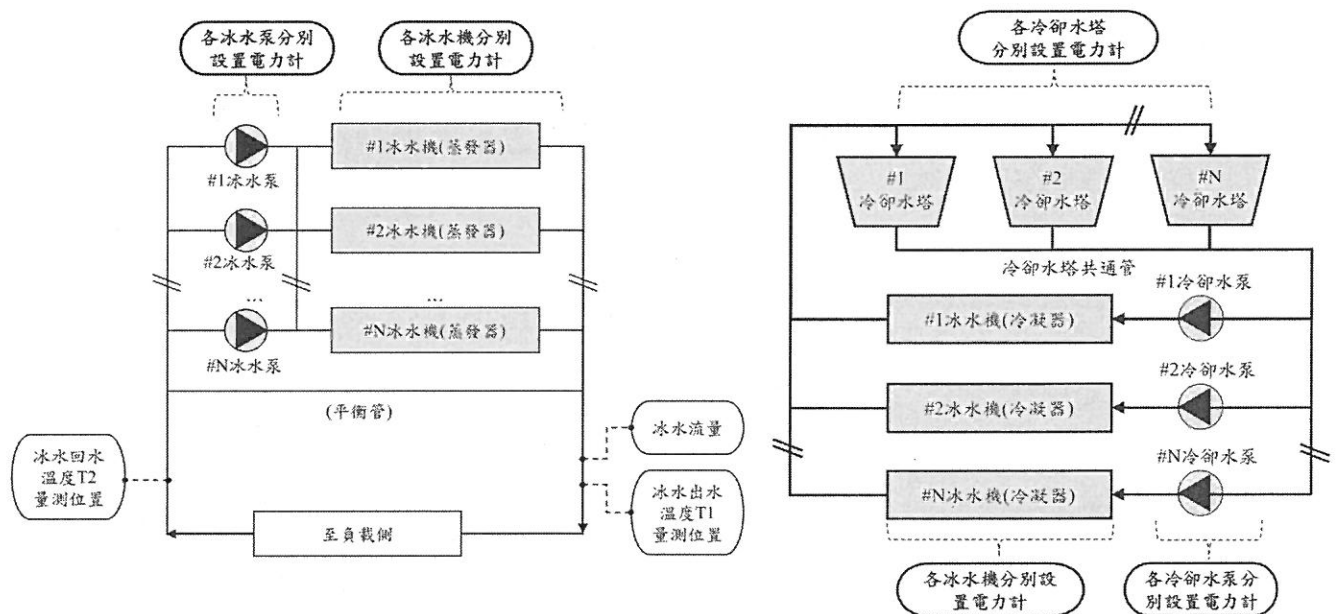 各冰水泵分別
設置電力計
各冰水機分別
設置電力計
#1冰水泵
#1冰水機(蒸發器)
#2冰水泵
#2冰水機(蒸發器)
...
...
#N冰水泵
#N冰水機(蒸發器)
(平衡管)
冰水流量
冰水回水
溫度T2
量測位置
冰水出水
溫度T1
量測位置
至負載側
各冷卻水塔
分別設置電力計
#1
冷卻水塔
#2
冷卻水塔
#N
冷卻水塔
冷卻水塔共通管
#1冷卻水泵
#1冰水機(冷凝器)
#2冷卻水泵
#2冰水機(冷凝器)
#N冷卻水泵
#N冰水機(冷凝器)
各冰水機分別設
置電力計
各冷卻水泵分
別設置電力計